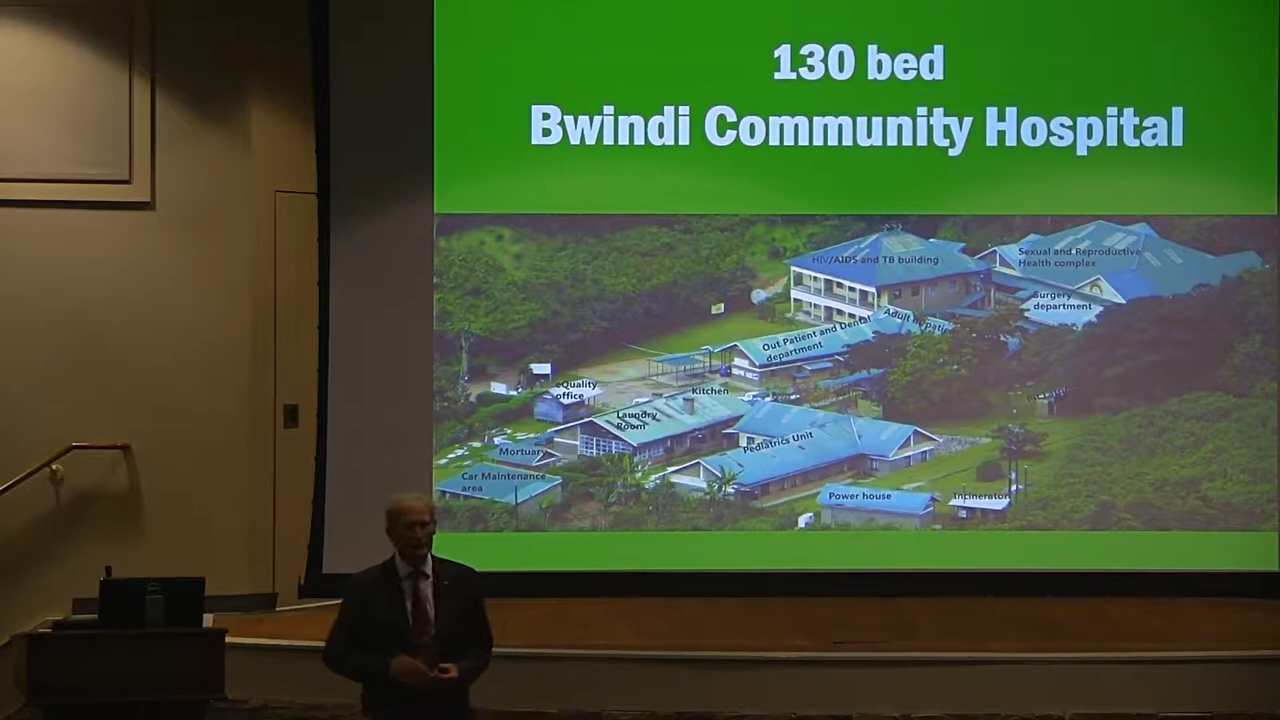 130 bed
Bwindi Community Hospital
HIV/AIDS and TB building
Sexual and Reproductive
Health complex
Surgery
department
Adult
Out Patient and Dental
department
eQuality
office
Kitchen
Laundry
Room
Pediatrics Unit
Mortuary
Car Maintenance
area
Power house
Incinerator